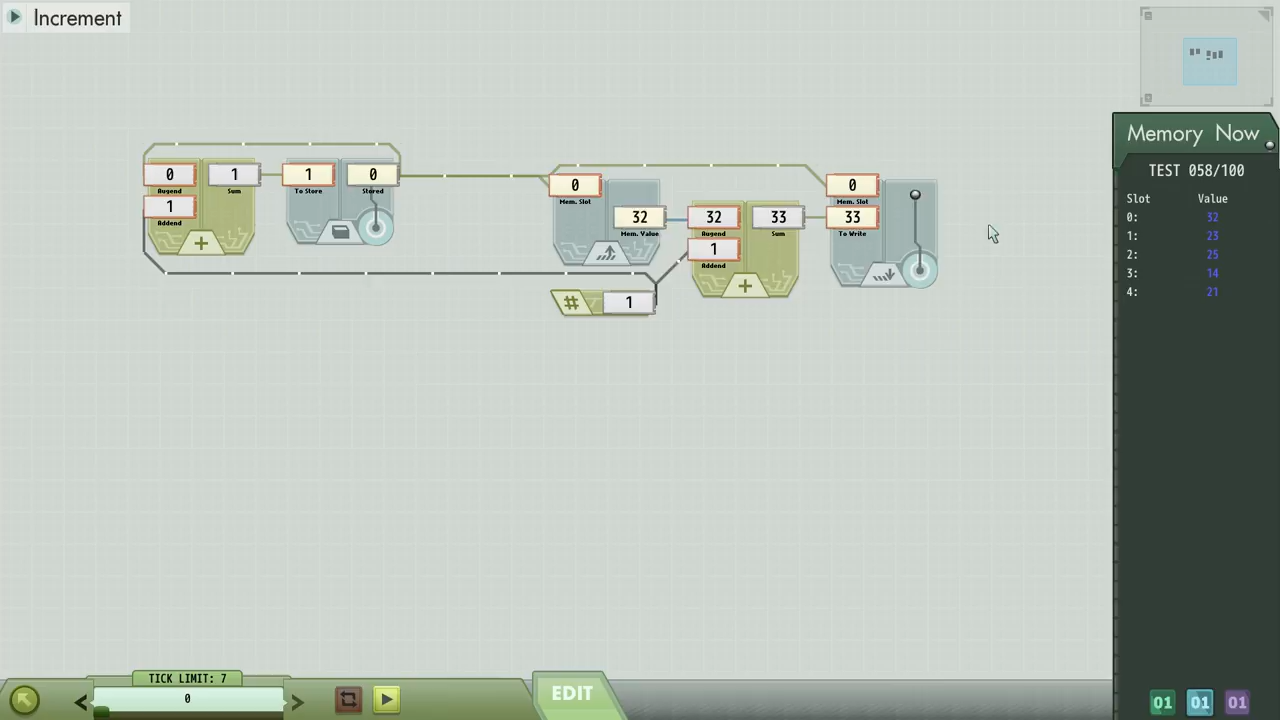 Increment
Memory Now
TEST 058/100
Slot Value
0: 32
1: 23
2: 25
3: 14
4: 21
0 1 1 0
Augend Sum To Store Stored
1
Addend
0 0
Mem. Slot Mem. Slot
32 32 33 33
Mem. Value Augend Sum To Write
1
Addend
# 1
TICK LIMIT: 7
0
EDIT
01 01 01